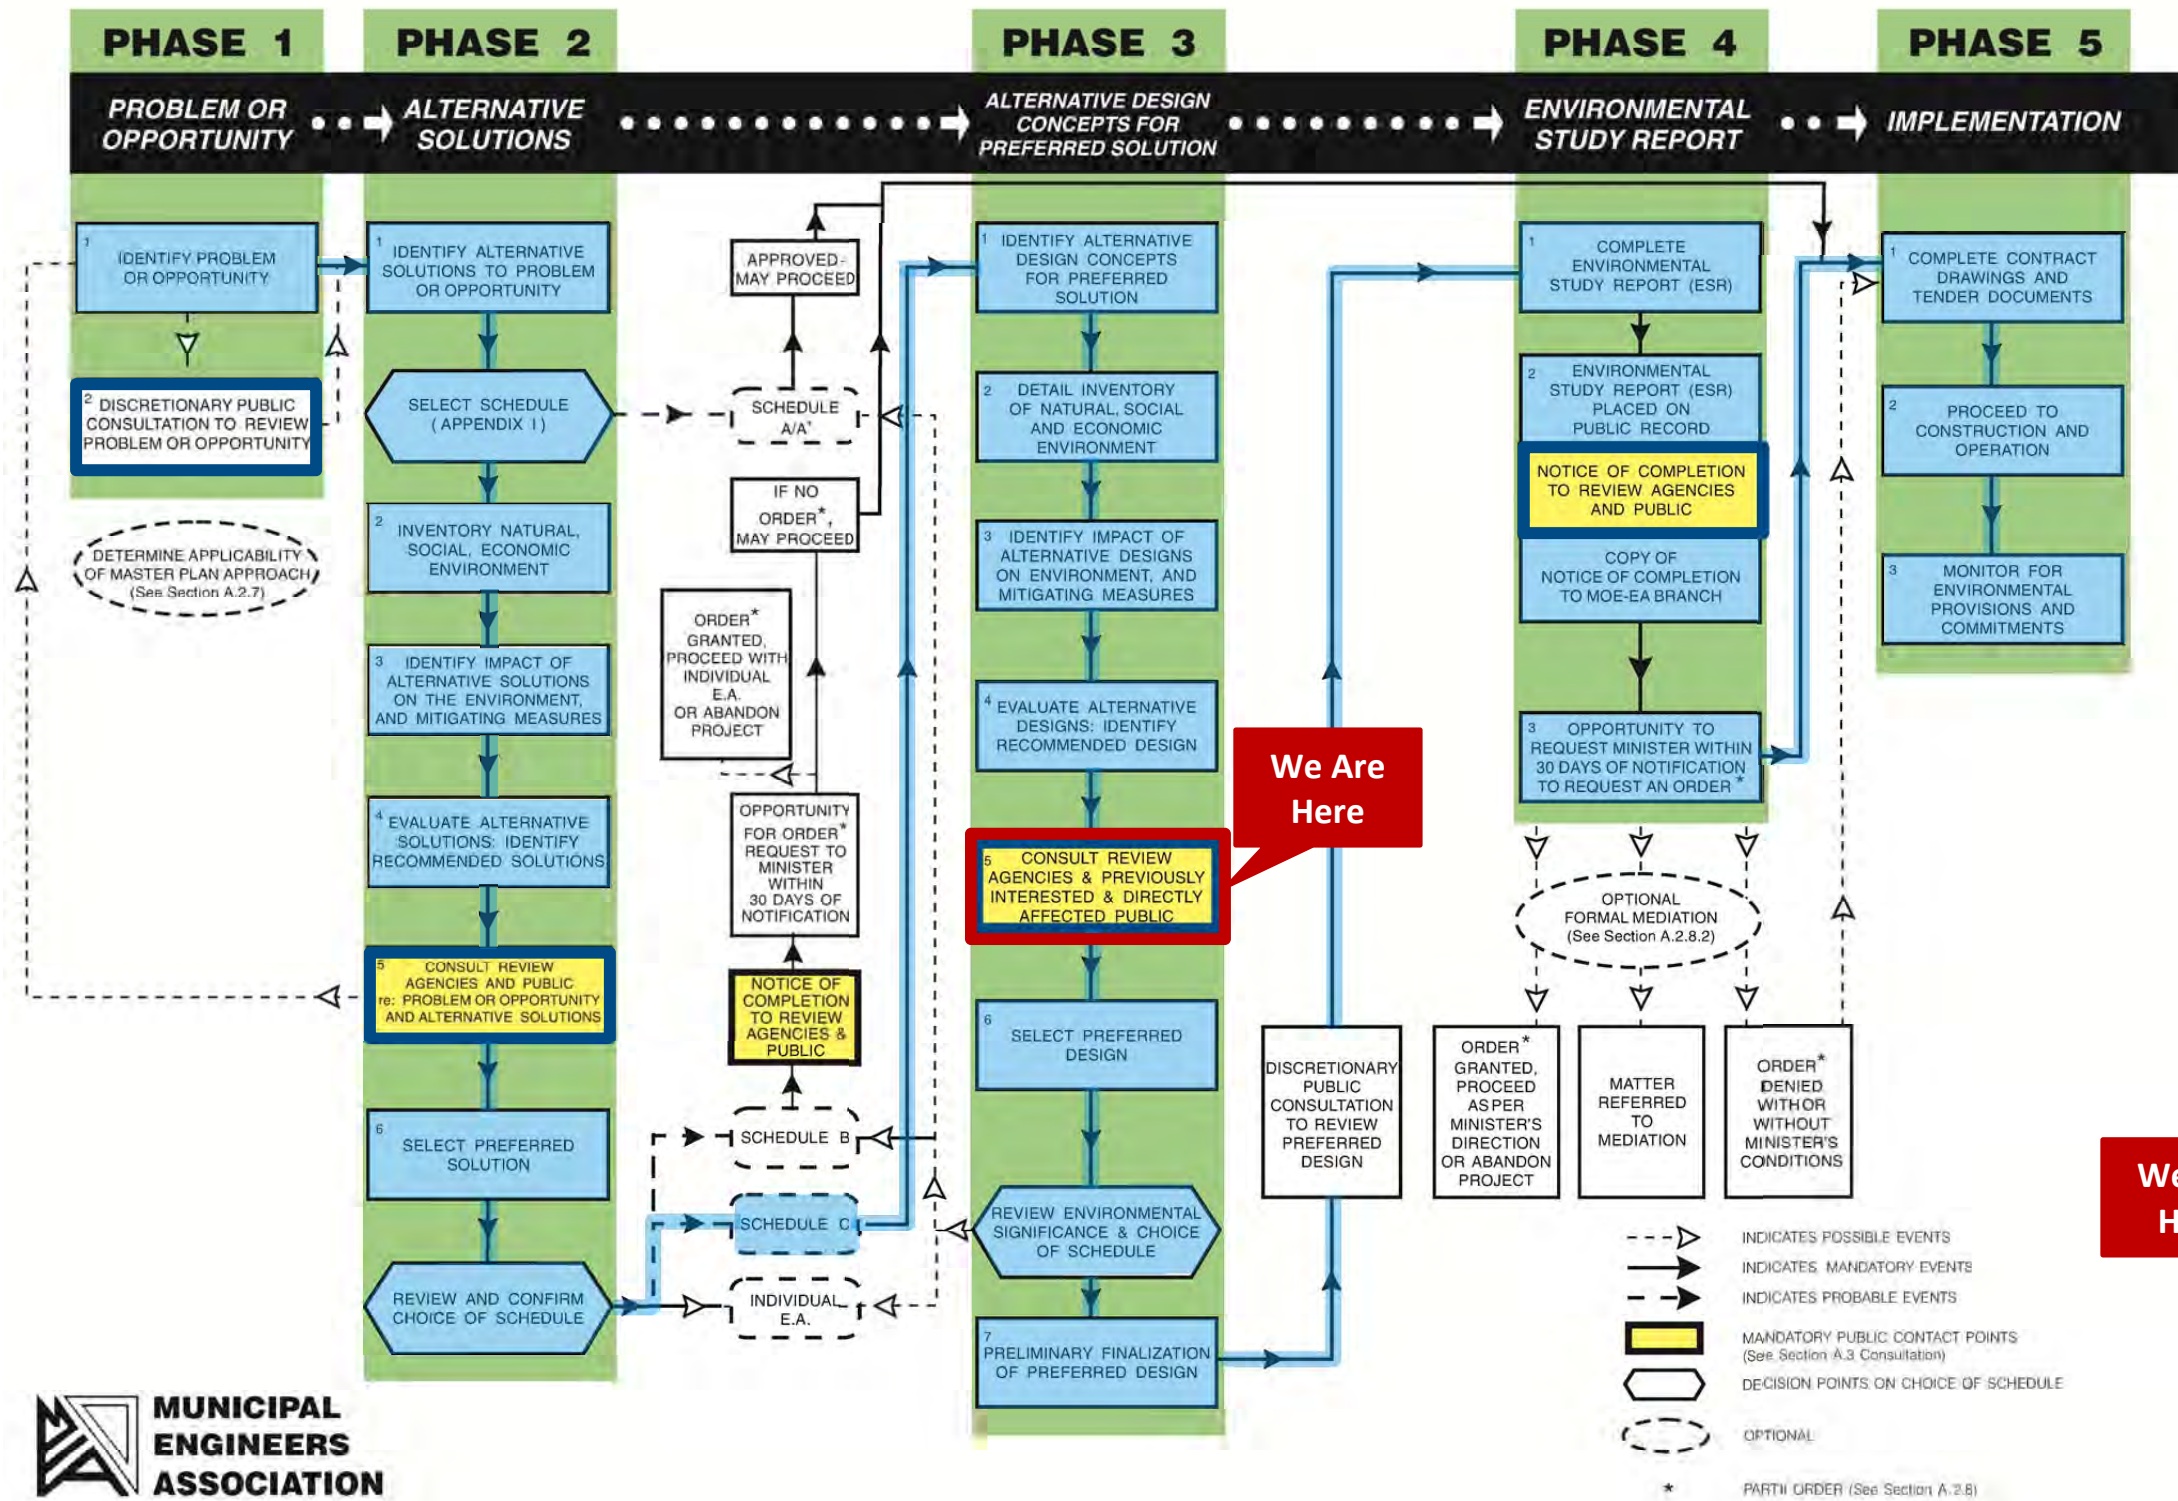 PHASE 1
PHASE 2
PHASE 3
PHASE 4
PHASE 5
PROBLEM OR
OPPORTUNITY
ALTERNATIVE
SOLUTIONS
ALTERNATIVE DESIGN
CONCEPTS FOR
PREFERRED SOLUTION
ENVIRONMENTAL
STUDY REPORT
IMPLEMENTATION
1
IDENTIFY PROBLEM
OR OPPORTUNITY
2 DISCRETIONARY PUBLIC
CONSULTATION TO REVIEW
PROBLEM OR OPPORTUNITY
DETERMINE APPLICABILITY
OF MASTER PLAN APPROACH
(See Section A.2.7)
1
IDENTIFY ALTERNATIVE
SOLUTIONS TO PROBLEM
OR OPPORTUNITY
SELECT SCHEDULE
( APPENDIX I )
2
INVENTORY NATURAL,
SOCIAL, ECONOMIC
ENVIRONMENT
3 IDENTIFY IMPACT OF
ALTERNATIVE SOLUTIONS
ON THE ENVIRONMENT,
AND MITIGATING MEASURES
4 EVALUATE ALTERNATIVE
SOLUTIONS: IDENTIFY
RECOMMENDED SOLUTIONS
5
CONSULT REVIEW
AGENCIES AND PUBLIC
re: PROBLEM OR OPPORTUNITY
AND ALTERNATIVE SOLUTIONS
6
SELECT PREFERRED
SOLUTION
REVIEW AND CONFIRM
CHOICE OF SCHEDULE
APPROVED-
MAY PROCEED
SCHEDULE
A/A+
IF NO
ORDER*,
MAY PROCEED
ORDER*
GRANTED,
PROCEED WITH
INDIVIDUAL
E.A.
OR ABANDON
PROJECT
OPPORTUNITY
FOR ORDER*
REQUEST TO
MINISTER
WITHIN
30 DAYS OF
NOTIFICATION
NOTICE OF
COMPLETION
TO REVIEW
AGENCIES &
PUBLIC
SCHEDULE B
SCHEDULE C
INDIVIDUAL
E.A.
1 IDENTIFY ALTERNATIVE
DESIGN CONCEPTS
FOR PREFERRED
SOLUTION
2 DETAIL INVENTORY
OF NATURAL, SOCIAL
AND ECONOMIC
ENVIRONMENT
3 IDENTIFY IMPACT OF
ALTERNATIVE DESIGNS
ON ENVIRONMENT, AND
MITIGATING MEASURES
4 EVALUATE ALTERNATIVE
DESIGNS: IDENTIFY
RECOMMENDED DESIGN
We Are
Here
5 CONSULT REVIEW
AGENCIES & PREVIOUSLY
INTERESTED & DIRECTLY
AFFECTED PUBLIC
6
SELECT PREFERRED
DESIGN
REVIEW ENVIRONMENTAL
SIGNIFICANCE & CHOICE
OF SCHEDULE
7
PRELIMINARY FINALIZATION
OF PREFERRED DESIGN
DISCRETIONARY
PUBLIC
CONSULTATION
TO REVIEW
PREFERRED
DESIGN
1
COMPLETE
ENVIRONMENTAL
STUDY REPORT (ESR)
2 ENVIRONMENTAL
STUDY REPORT (ESR)
PLACED ON
PUBLIC RECORD
NOTICE OF COMPLETION
TO REVIEW AGENCIES
AND PUBLIC
COPY OF
NOTICE OF COMPLETION
TO MOE-EA BRANCH
3 OPPORTUNITY TO
REQUEST MINISTER WITHIN
30 DAYS OF NOTIFICATION
TO REQUEST AN ORDER*
OPTIONAL
FORMAL MEDIATION
(See Section A.2.8.2)
ORDER*
GRANTED,
PROCEED
AS PER
MINISTER'S
DIRECTION
OR ABANDON
PROJECT
MATTER
REFERRED
TO
MEDIATION
ORDER*
DENIED
WITH OR
WITHOUT
MINISTER'S
CONDITIONS
1 COMPLETE CONTRACT
DRAWINGS AND
TENDER DOCUMENTS
2
PROCEED TO
CONSTRUCTION AND
OPERATION
3
MONITOR FOR
ENVIRONMENTAL
PROVISIONS AND
COMMITMENTS
We
H
INDICATES POSSIBLE EVENTS
INDICATES MANDATORY EVENTS
INDICATES PROBABLE EVENTS
MANDATORY PUBLIC CONTACT POINTS
(See Section A.3 Consultation)
DECISION POINTS ON CHOICE OF SCHEDULE
OPTIONAL
* PART II ORDER (See Section A.2.8)
MUNICIPAL
ENGINEERS
ASSOCIATION